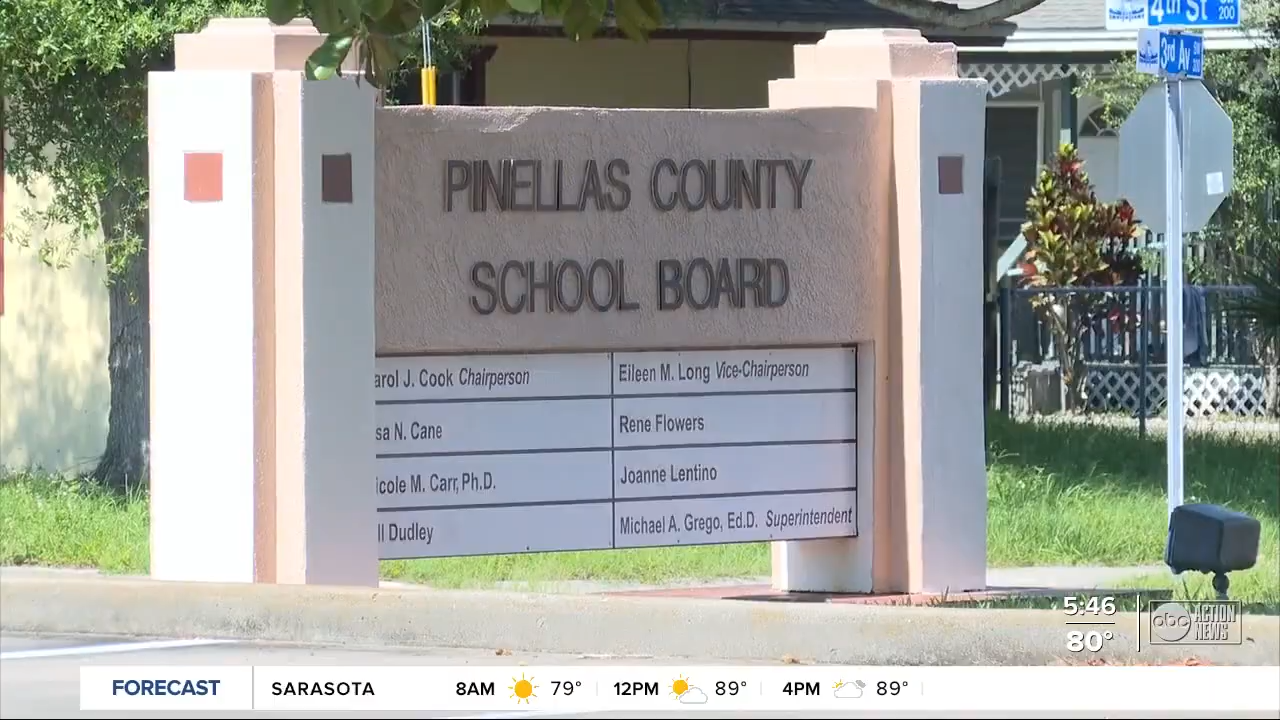 4th St
200
3rd Av
200
PINELLAS COUNTY
SCHOOL BOARD
arol J. Cook Chairperson
Eileen M. Long Vice-Chairperson
sa N. Cane
Rene Flowers
icole M. Carr, Ph.D.
Joanne Lentino
ll Dudley
Michael A. Grego, Ed.D. Superintendent
5:46
80°
abc ACTION NEWS
FORECAST SARASOTA 8AM 79° 12PM 89° 4PM 89°